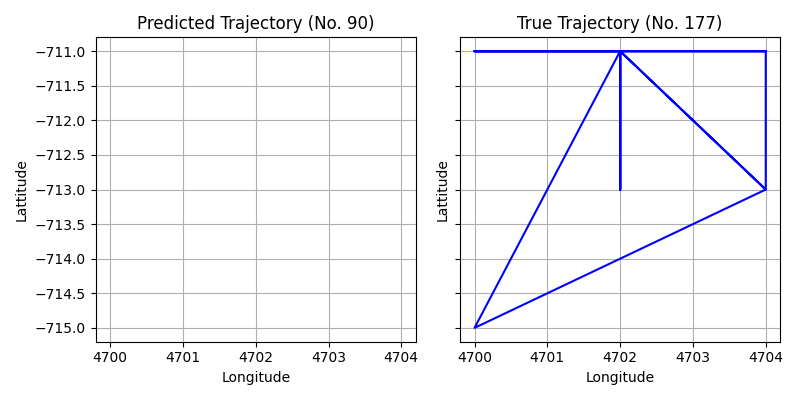 Predicted Trajectory (No. 90)
True Trajectory (No. 177)
−711.0
−711.5
−712.0
−712.5
−713.0
−713.5
−714.0
−714.5
−715.0
Lattitude
Lattitude
4700 4701 4702 4703 4704
4700 4701 4702 4703 4704
Longitude
Longitude